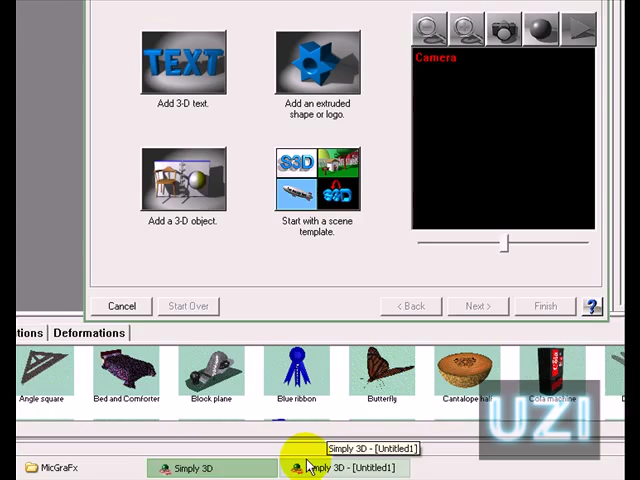 Camera
TEXT
Add 3-D text.
Add an extruded
shape or logo.
S3D
S3D
Add a 3-D object.
Start with a scene
template.
Cancel
Start Over
< Back
Next >
Finish
?
tions
Deformations
Angle square
Bed and Comforter
Block plane
Blue ribbon
Butterfly
Cantalope half
Cola machine
UZI
Simply 3D - [Untitled1]
MicGraFx
Simply 3D
Simply 3D - [Untitled1]